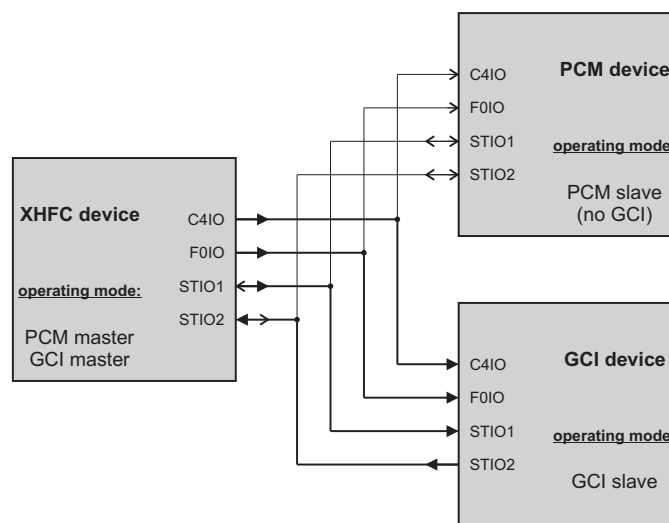 XHFC device
C4IO
F0IO
operating mode:
STIO1
STIO2
PCM master
GCI master
PCM device
C4IO
F0IO
STIO1
operating mode
STIO2
PCM slave
(no GCI)
GCI device
C4IO
F0IO
STIO1
operating mode
STIO2
GCI slave